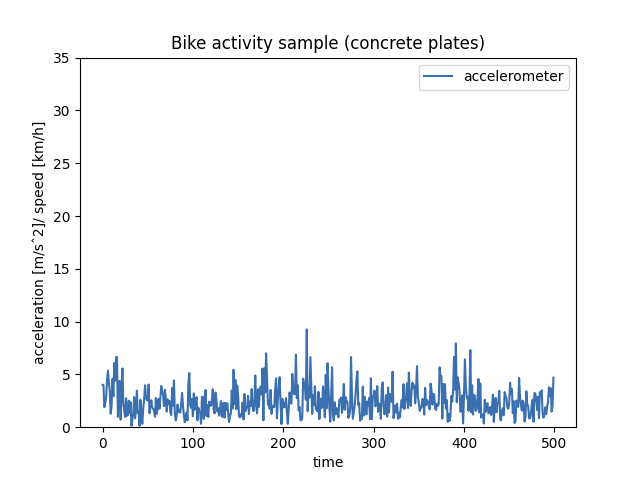 Bike activity sample (concrete plates)
accelerometer
acceleration [m/sˆ2]/ speed [km/h]
35
30
25
20
15
10
5
0
0 100 200 300 400 500
time